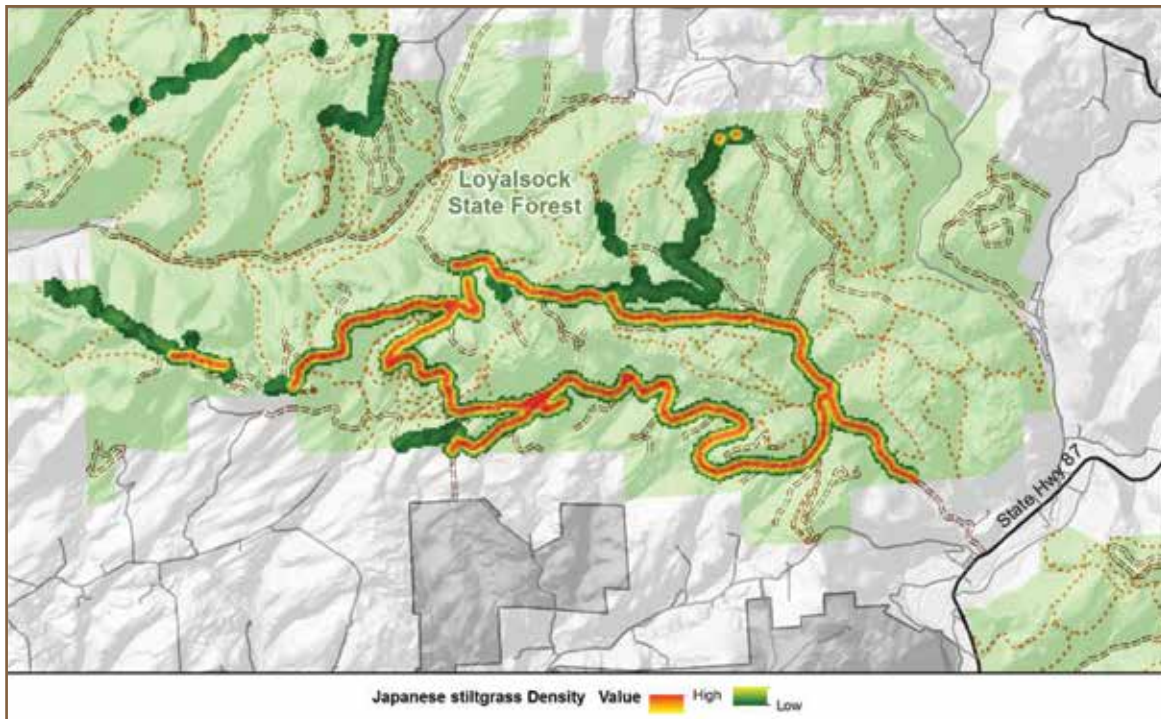 Loyalsock
State Forest
State Hwy 87
Japanese stiltgrass Density Value High Low